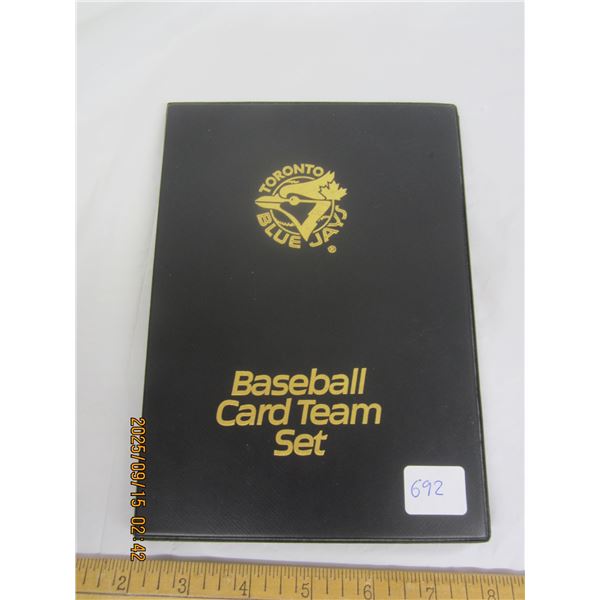 TORONTO
BLUE JAYS
®
Baseball
Card Team
Set
692
2025/09/15 02:42
1 2 3 4 5 6 7 8